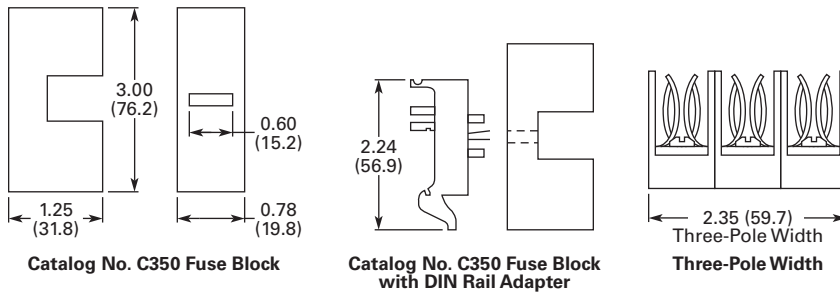 3.00
(76.2)
0.60
(15.2)
1.25
(31.8)
0.78
(19.8)
Catalog No. C350 Fuse Block
2.24
(56.9)
Catalog No. C350 Fuse Block
with DIN Rail Adapter
2.35 (59.7)
Three-Pole Width
Three-Pole Width